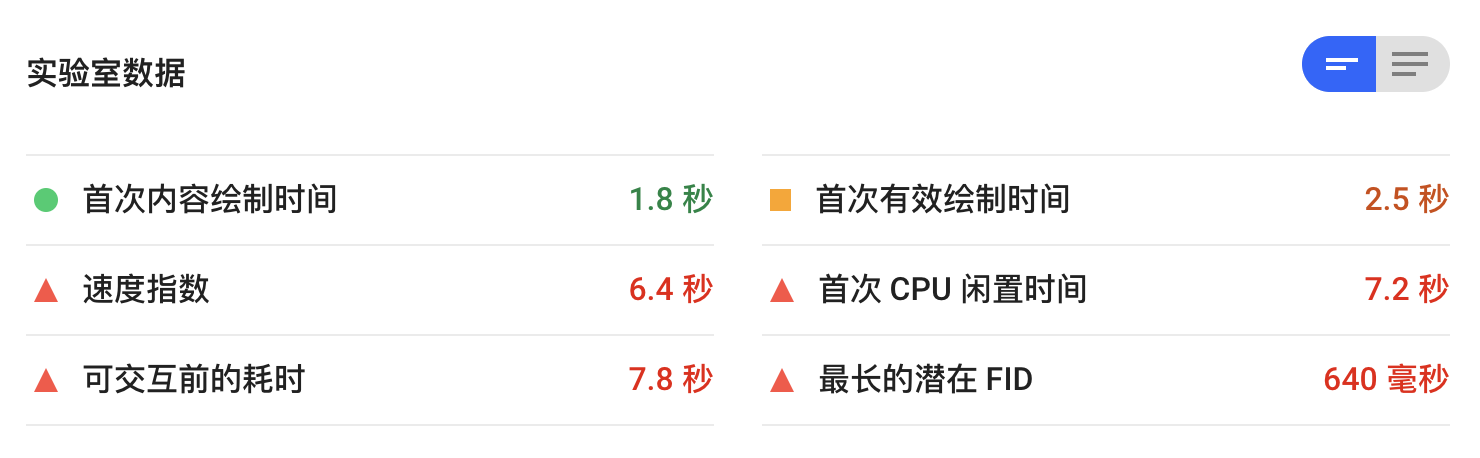 实验室数据
首次内容绘制时间 1.8 秒
首次有效绘制时间 2.5 秒
速度指数 6.4 秒
首次 CPU 闲置时间 7.2 秒
可交互前的耗时 7.8 秒
最长的潜在 FID 640 毫秒